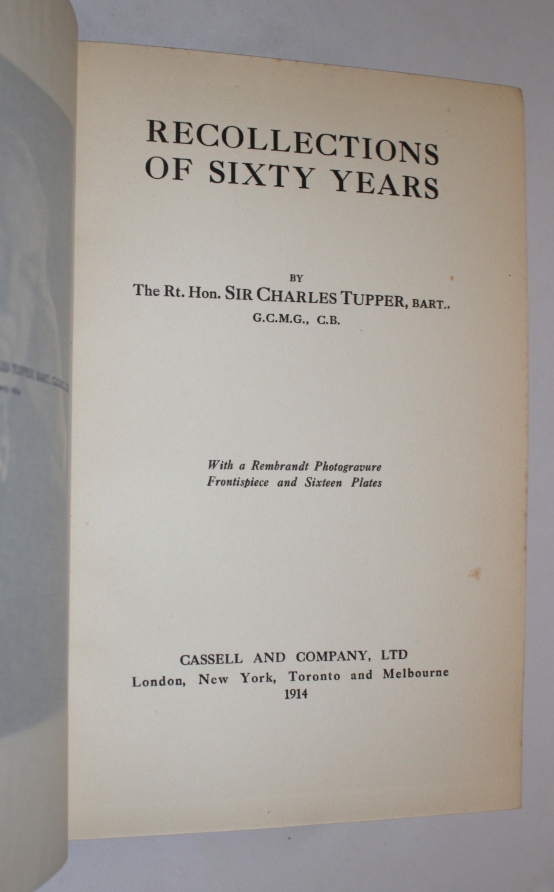 RECOLLECTIONS
OF SIXTY YEARS
BY
The Rt. Hon. SIR CHARLES TUPPER, BART.,
G.C.M.G., C.B.
With a Rembrandt Photogravure
Frontispiece and Sixteen Plates
CASSELL AND COMPANY, LTD
London, New York, Toronto and Melbourne
1914